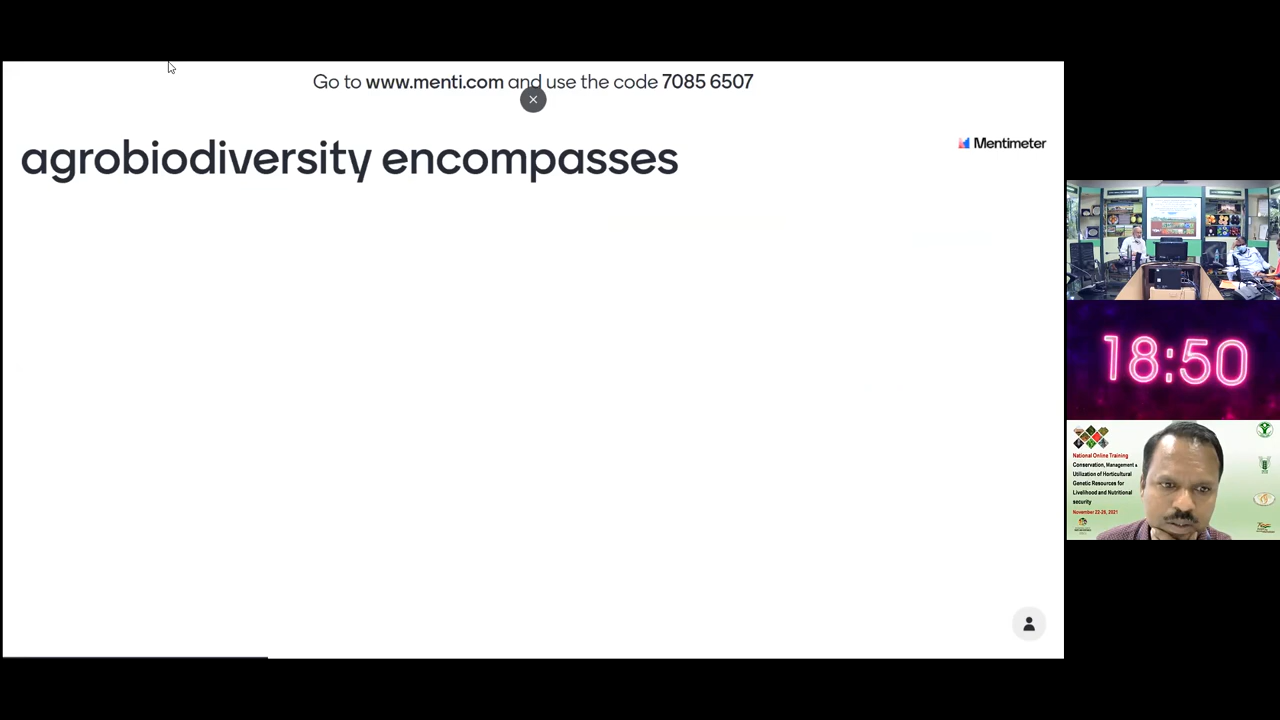 Go to www.menti.com and use the code 7085 6507
agrobiodiversity encompasses
Mentimeter
18:50
National Online Training
Conservation, Management &
Utilization of Horticultural
Genetic Resources for
Livelihood and Nutritional
security
November 22-26, 2021